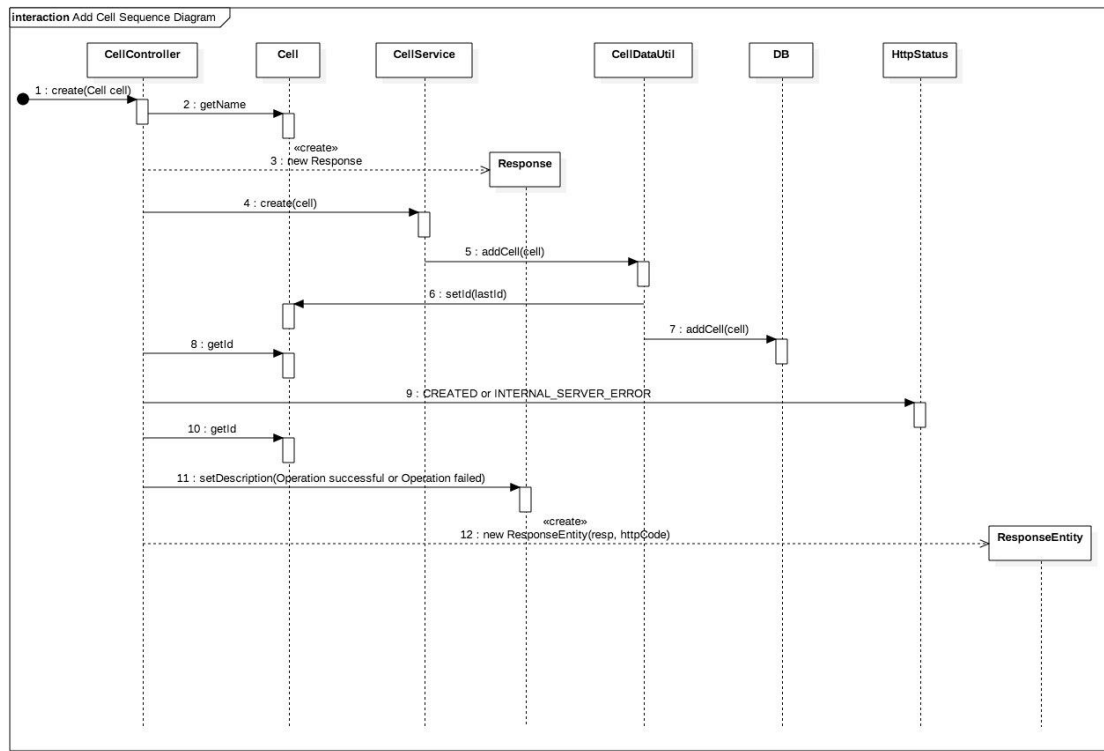 interaction Add Cell Sequence Diagram
CellController
Cell
CellService
CellDataUtil
DB
HttpStatus
1 : create(Cell cell)
2 : getName
«create»
3 : new Response
Response
4 : create(cell)
5 : addCell(cell)
6 : setId(lastId)
7 : addCell(cell)
8 : getId
9 : CREATED or INTERNAL_SERVER_ERROR
10 : getId
11 : setDescription(Operation successful or Operation failed)
«create»
12 : new ResponseEntity(resp, httpCode)
ResponseEntity